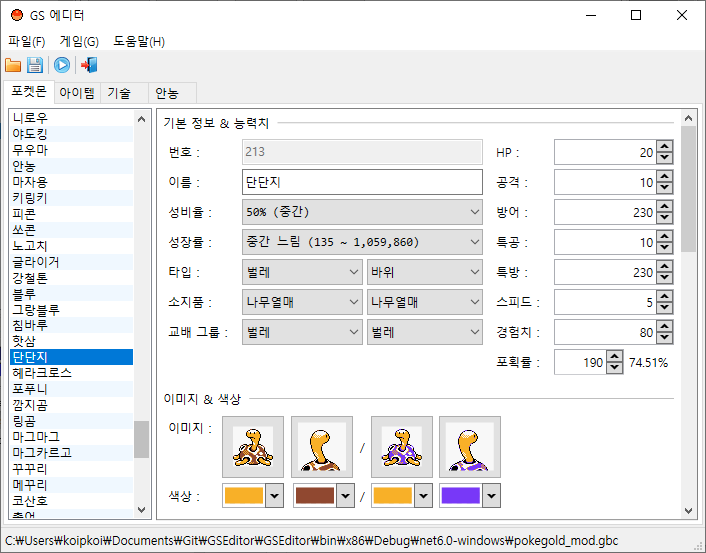 GS 에디터
파일(F) 게임(G) 도움말(H)
포켓몬 아이템 기술 안농
니로우
야도킹
무우마
안농
마자용
키링키
피콘
쏘콘
노고치
글라이거
강철톤
블루
그랑블루
침바루
핫삼
단단지
헤라크로스
포푸니
깜지곰
링곰
마그마그
마그카르고
꾸꾸리
메꾸리
코산호
기본 정보 & 능력치
번호 : 213
이름 : 단단지
성비율 : 50% (중간)
성장률 : 중간 느림 (135 ~ 1,059,860)
타입 : 벌레 바위
소지품 : 나무열매 나무열매
교배 그룹 : 벌레 벌레
HP : 20
공격 : 10
방어 : 230
특공 : 10
특방 : 230
스피드 : 5
경험치 : 80
포획률 : 190 74.51%
이미지 & 색상
이미지 : /
색상 : /
C:₩Users₩koipkoi₩Documents₩Git₩GSEditor₩GSEditor₩bin₩x86₩Debug₩net6.0-windows₩pokegold_mod.gbc